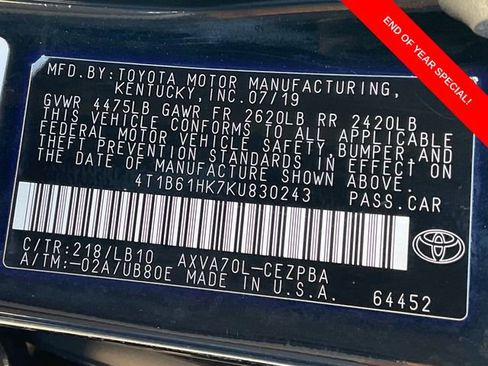 END OF YEAR SPECIAL!
MFD. BY: TOYOTA MOTOR MANUFACTURING,
KENTUCKY, INC. 07/19
GVWR 4475LB GAWR FR 2620LB RR 2420LB
THIS VEHICLE CONFORMS TO ALL APPLICABLE
FEDERAL MOTOR VEHICLE SAFETY, BUMPER, AND
THEFT PREVENTION STANDARDS IN EFFECT ON
THE DATE OF MANUFACTURE SHOWN ABOVE.
4T1B61HK7KU830243 PASS.CAR
C/TR:218/LB10 AXVA70L-CEZPBA
A/TM:-02A/UB80E MADE IN U.S.A. 64452